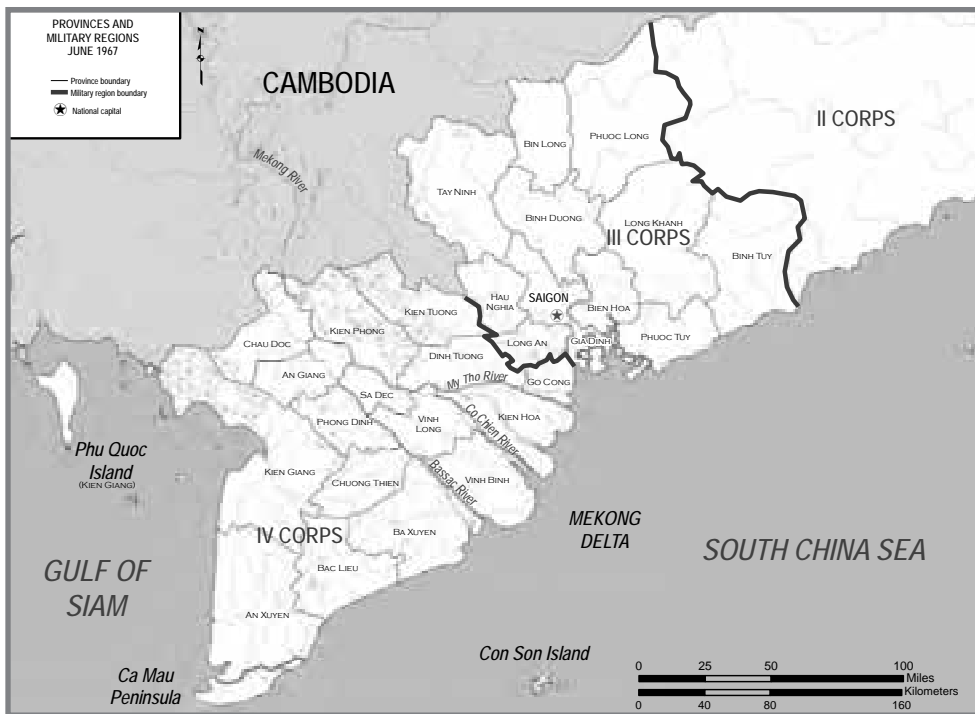 PROVINCES AND
MILITARY REGIONS
JUNE 1967
Province boundary
Military region boundary
National capital
N
CAMBODIA
Mekong River
II CORPS
BIN LONG
PHUOC LONG
TAY NINH
BINH DUONG
LONG KHANH
III CORPS
BINH TUY
HAU
NGHIA
SAIGON
BIEN HOA
KIEN TUONG
KIEN PHONG
CHAU DOC
LONG AN
GIA DINH
PHUOC TUY
DINH TUONG
AN GIANG
My Tho River
GO CONG
SA DEC
KIEN HOA
PHONG DINH
VINH
LONG
Co Chien River
Phu Quoc
Island
(KIEN GIANG)
KIEN GIANG
CHUONG THIEN
Bassac River
VINH BINH
MEKONG
DELTA
IV CORPS
BA XUYEN
SOUTH CHINA SEA
GULF OF
SIAM
BAC LIEU
AN XUYEN
Ca Mau
Peninsula
Con Son Island
0 25 50 100
Miles
Kilometers
0 40 80 160